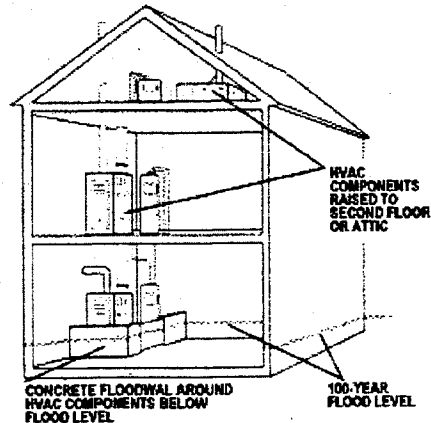 HVAC
COMPONENTS
RAISED TO
SECOND FLOOR
OR ATTIC
CONCRETE FLOODWAL AROUND
HVAC COMPONENTS BELOW
FLOOD LEVEL
100-YEAR
FLOOD LEVEL